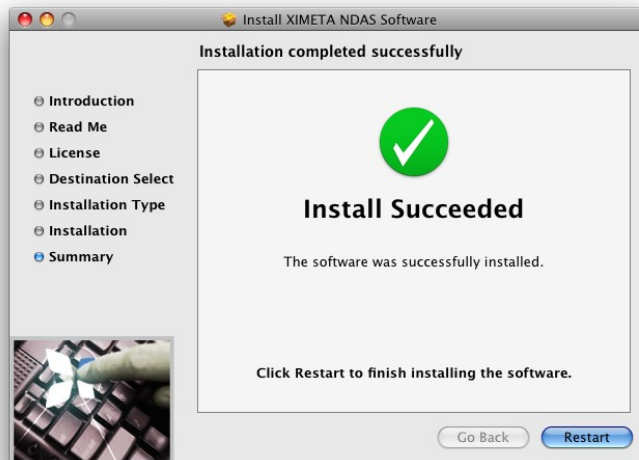 Install XIMETA NDAS Software
Installation completed successfully
Introduction
Read Me
License
Destination Select
Installation Type
Installation
Summary
Install Succeeded
The software was successfully installed.
Click Restart to finish installing the software.
Go Back
Restart